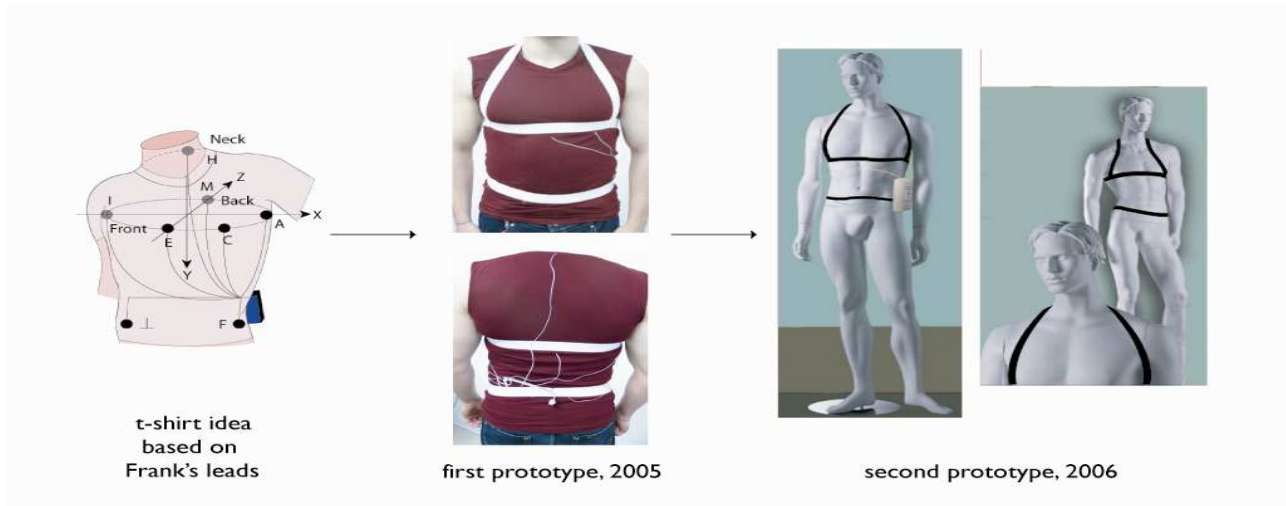 Neck
H
Z
M
I
Back
X
A
Front
E
C
Y
⊥
F
t-shirt idea
based on
Frank's leads
first prototype, 2005
second prototype, 2006